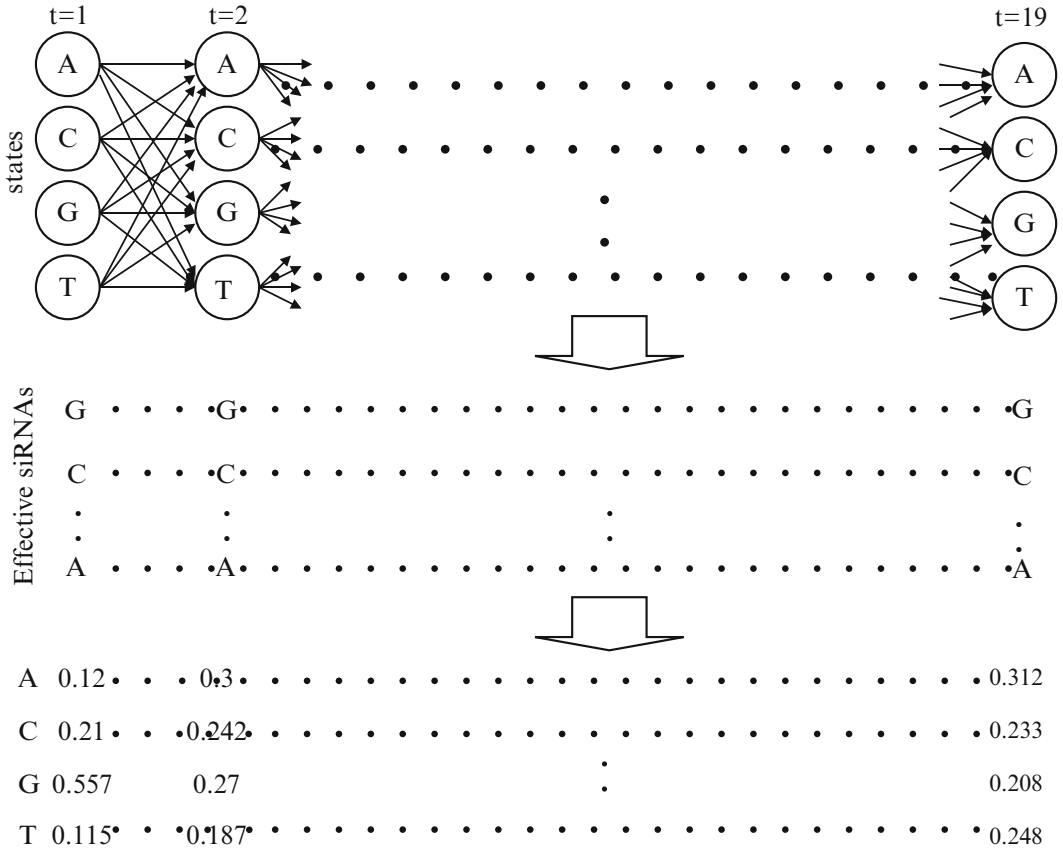 t=1 t=2 t=19
states
A A A
C C C
G G G
T T T
Effective siRNAs
G G G
C C C
A A A
A 0.12 0.3 0.312
C 0.21 0.242 0.233
G 0.557 0.27 0.208
T 0.115 0.187 0.248